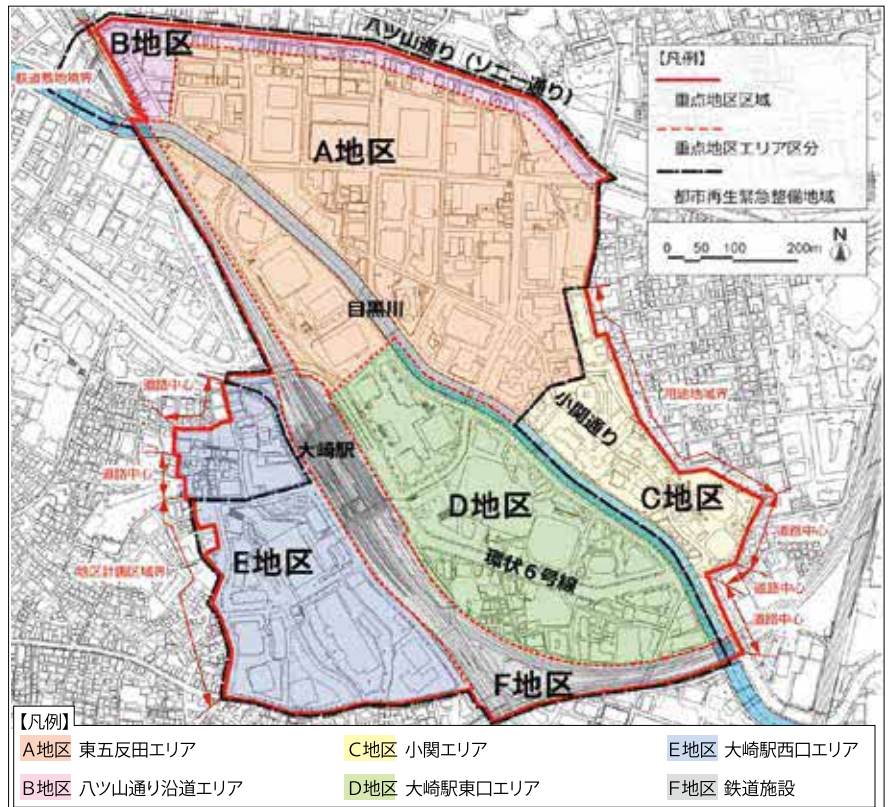 B地区
八ツ山通り（ソニー通り）
鉄道敷地境界
A地区
【凡例】
重点地区区域
重点地区エリア区分
都市再生緊急整備地域
0 50 100 200m
N
目黒川
道路中心
用途地域界
小関通り
大崎駅
道路中心
C地区
D地区
道路中心
E地区
環状6号線
地区計画区域界
道路中心
道路中心
F地区
【凡例】
A地区 東五反田エリア
C地区 小関エリア
E地区 大崎駅西口エリア
B地区 八ツ山通り沿道エリア
D地区 大崎駅東口エリア
F地区 鉄道施設